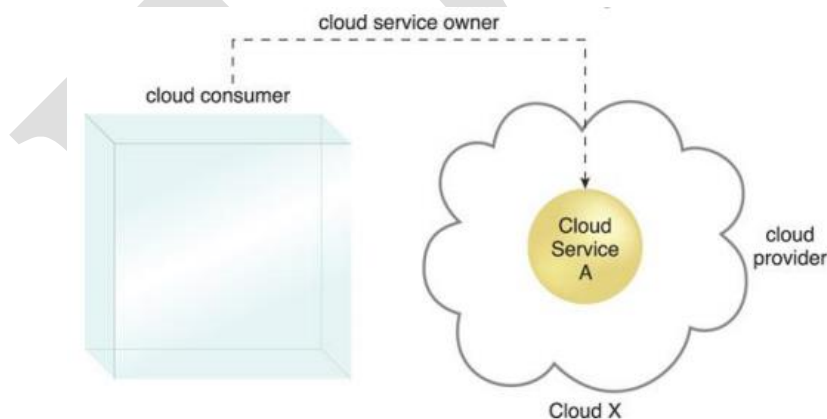 cloud service owner
cloud consumer
Cloud
Service
A
cloud
provider
Cloud X